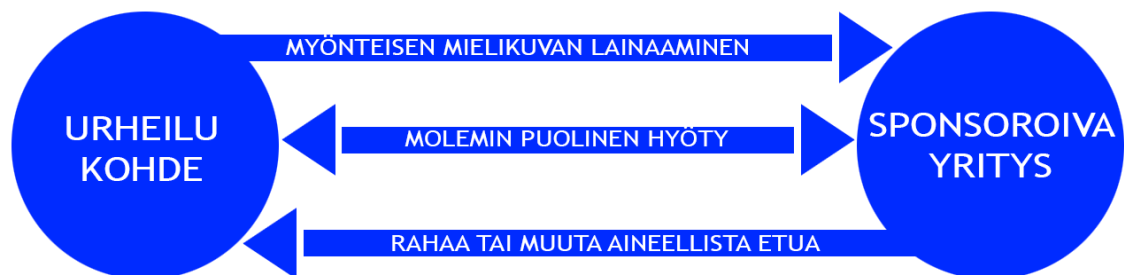 MYÖNTEISEN MIELIKUVAN LAINAAMINEN
URHEILU
KOHDE
MOLEMIN PUOLINEN HYÖTY
SPONSOROIVA
YRITYS
RAHAA TAI MUUTA AINEELLISTA ETUA